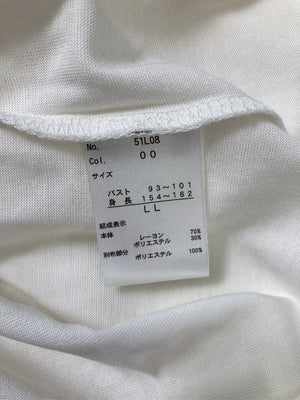 No. 51L08
Col. 00
サイズ
バスト 93〜101
身長 154〜162
LL
組成表示
本体 レーヨン 70%
ポリエステル 30%
別布部分 ポリエステル 100%